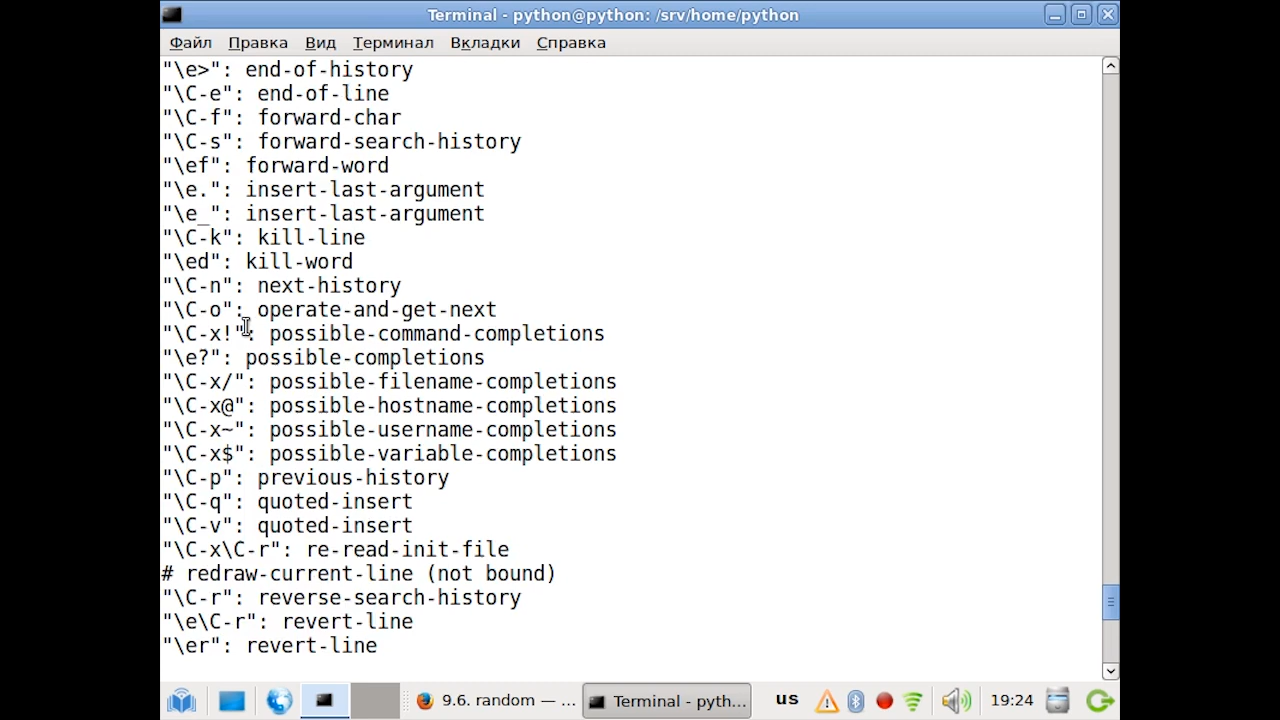 Terminal - python@python: /srv/home/python
Файл Правка Вид Терминал Вкладки Справка
"\e>": end-of-history
"\C-e": end-of-line
"\C-f": forward-char
"\C-s": forward-search-history
"\ef": forward-word
"\e.": insert-last-argument
"\e_": insert-last-argument
"\C-k": kill-line
"\ed": kill-word
"\C-n": next-history
"\C-o": operate-and-get-next
"\C-x!": possible-command-completions
"\e?": possible-completions
"\C-x/": possible-filename-completions
"\C-x@": possible-hostname-completions
"\C-x~": possible-username-completions
"\C-x$": possible-variable-completions
"\C-p": previous-history
"\C-q": quoted-insert
"\C-v": quoted-insert
"\C-x\C-r": re-read-init-file
# redraw-current-line (not bound)
"\C-r": reverse-search-history
"\e\C-r": revert-line
"\er": revert-line
9.6. random — ... Terminal - pyth... us 19:24